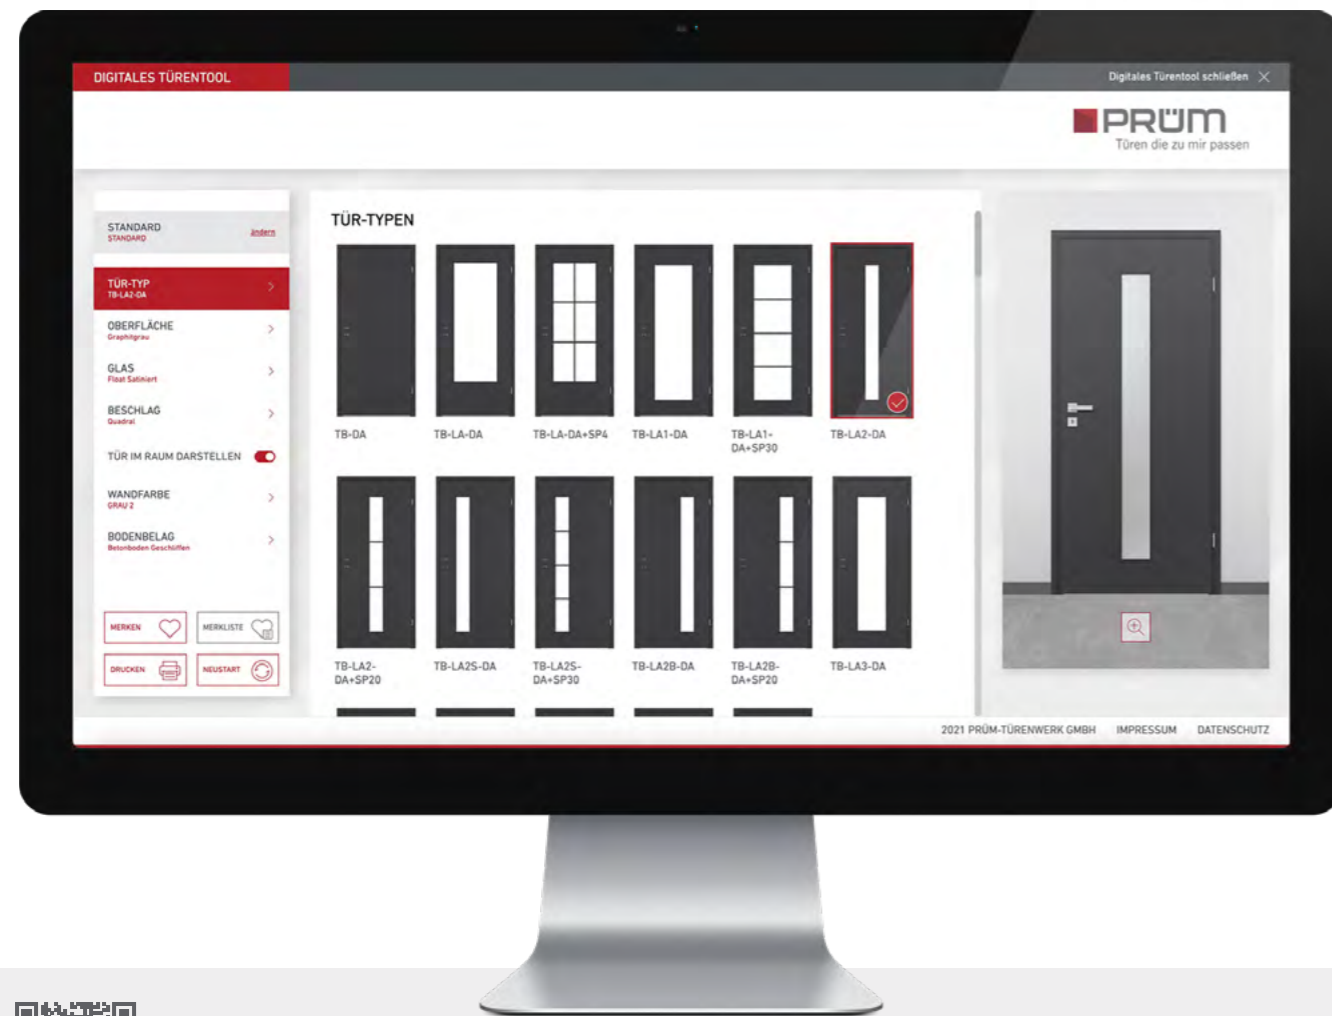 DIGITALES TÜRENTOOL
Digitales Türentool schließen
PRÜM
Türen die zu mir passen
STANDARD
STANDARD
ändern
TÜR-TYP
TB-LA2-DA
OBERFLÄCHE
Graphitgrau
GLAS
Float Satiniert
BESCHLAG
Quadral
TÜR IM RAUM DARSTELLEN
WANDFARBE
GRAU 2
BODENBELAG
Betonboden Geschliffen
MERKEN
MERKLISTE
DRUCKEN
NEUSTART
TÜR-TYPEN
TB-DA
TB-LA-DA
TB-LA-DA+SP4
TB-LA1-DA
TB-LA1-
DA+SP30
TB-LA2-DA
TB-LA2-
DA+SP20
TB-LA2S-DA
TB-LA2S-
DA+SP30
TB-LA2B-DA
TB-LA2B-
DA+SP20
TB-LA3-DA
2021 PRÜM-TÜRENWERK GMBH
IMPRESSUM
DATENSCHUTZ